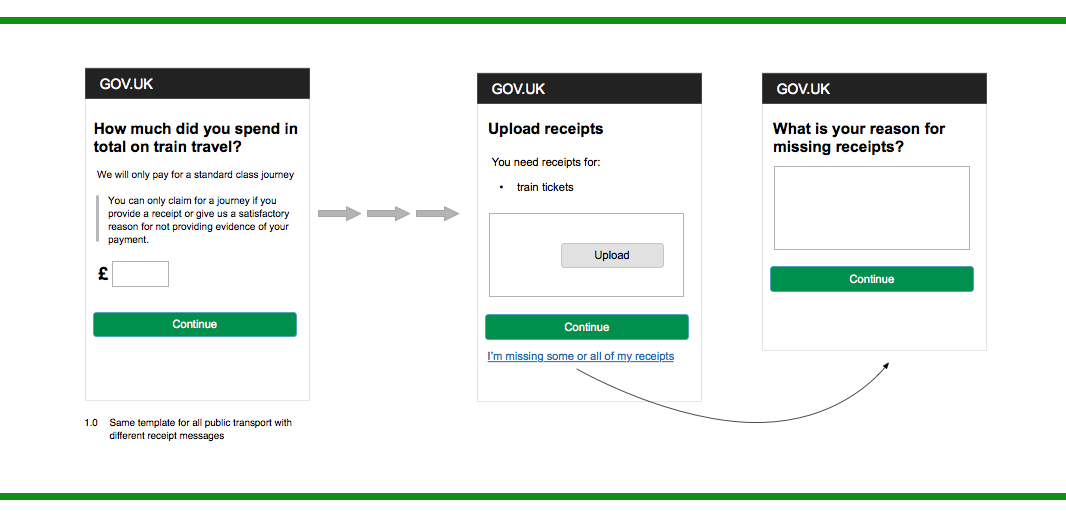 GOV.UK
How much did you spend in
total on train travel?
We will only pay for a standard class journey
You can only claim for a journey if you
provide a receipt or give us a satisfactory
reason for not providing evidence of your
payment.
£
Continue
1.0 Same template for all public transport with
different receipt messages
GOV.UK
Upload receipts
You need receipts for:
• train tickets
Upload
Continue
I'm missing some or all of my receipts
GOV.UK
What is your reason for
missing receipts?
Continue